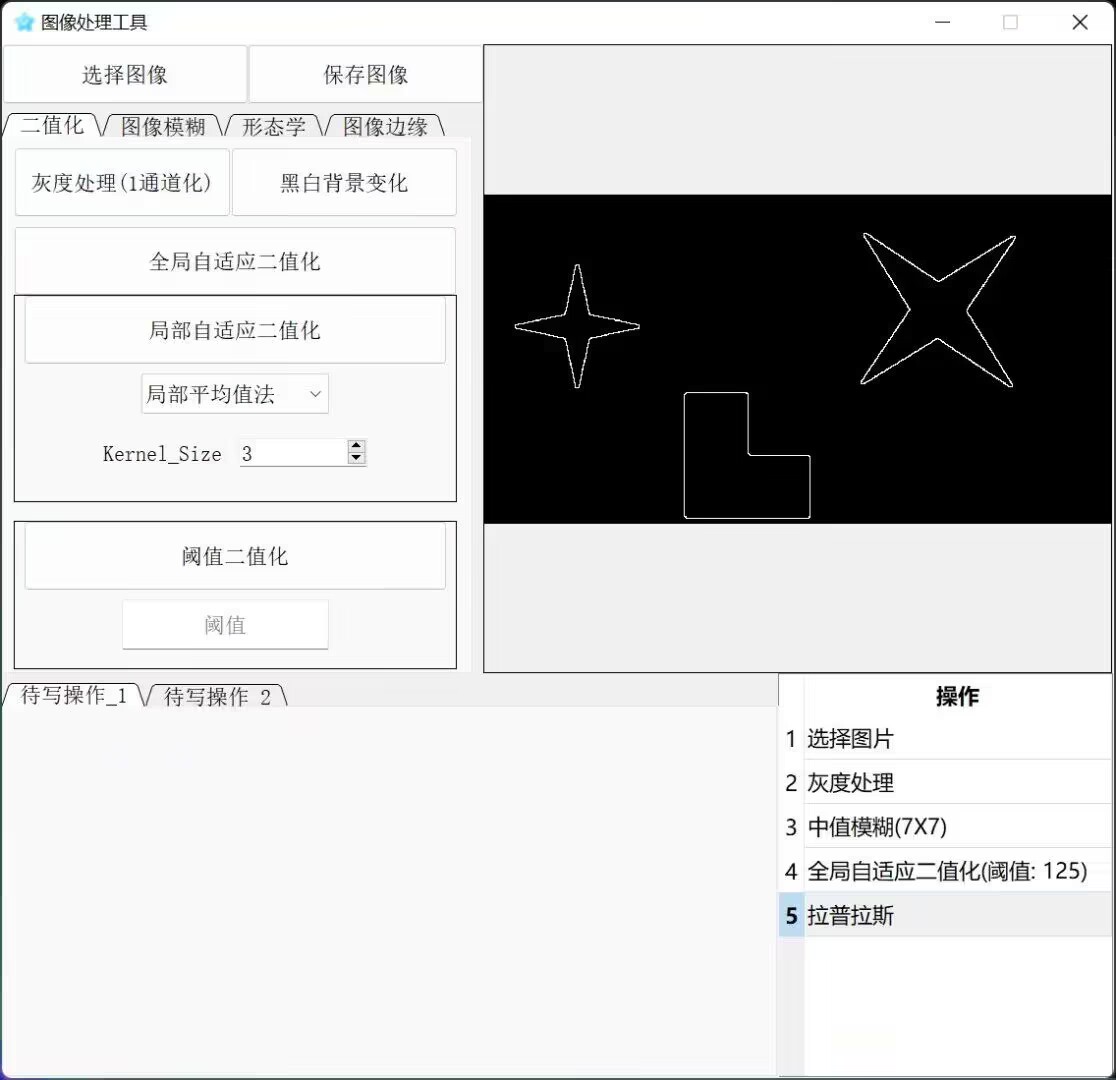 图像处理工具
选择图像 保存图像
二值化 图像模糊 形态学 图像边缘
灰度处理(1通道化) 黑白背景变化
全局自适应二值化
局部自适应二值化
局部平均值法
Kernel_Size 3
阈值二值化
阈值
待写操作_1 待写操作_2
操作
1 选择图片
2 灰度处理
3 中值模糊(7X7)
4 全局自适应二值化(阈值: 125)
5 拉普拉斯